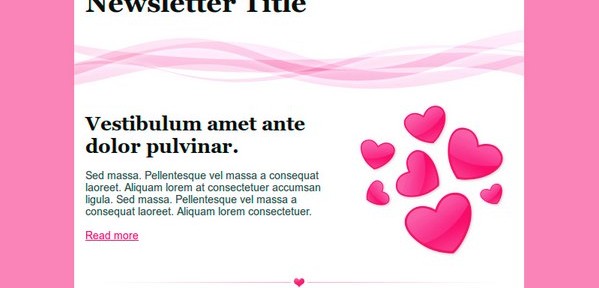 Newsletter Title
Vestibulum amet ante
dolor pulvinar.
Sed massa. Pellentesque vel massa a consequat
laoreet. Aliquam lorem at consectetuer accumsan
ligula. Sed massa. Pellentesque vel massa a
consequat laoreet. Aliquam lorem consectetuer.
Read more